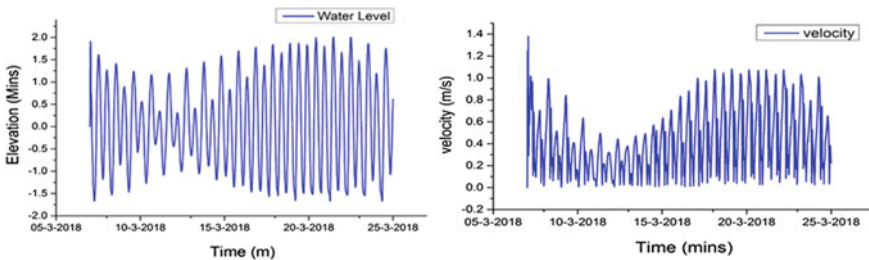 Water Level
2.0
1.5
1.0
0.5
0.0
-0.5
-1.0
-1.5
-2.0
Elevation (Mins)
05-3-2018 10-3-2018 15-3-2018 20-3-2018 25-3-2018
Time (m)
velocity
1.4
1.2
1.0
0.8
0.6
0.4
0.2
0.0
-0.2
velocity (m/s)
05-3-2018 10-3-2018 15-3-2018 20-3-2018 25-3-2018
Time (mins)